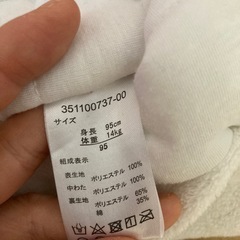 351100737-00
サイズ
身長 95cm
体重 14kg
95
組成表示
表生地 ポリエステル 100%
中わた ポリエステル 100%
裏生地 ポリエステル 65%
綿 35%